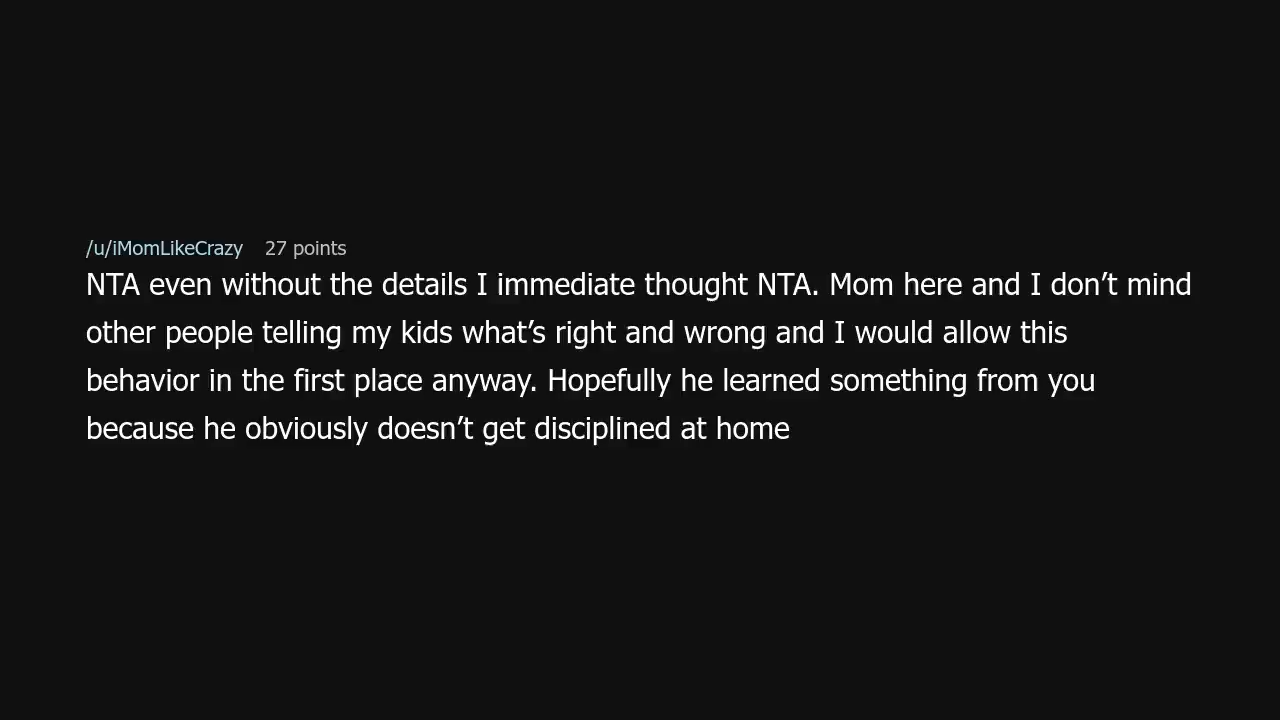 /u/iMomLikeCrazy 27 points
NTA even without the details I immediate thought NTA. Mom here and I don’t mind
other people telling my kids what’s right and wrong and I would allow this
behavior in the first place anyway. Hopefully he learned something from you
because he obviously doesn’t get disciplined at home